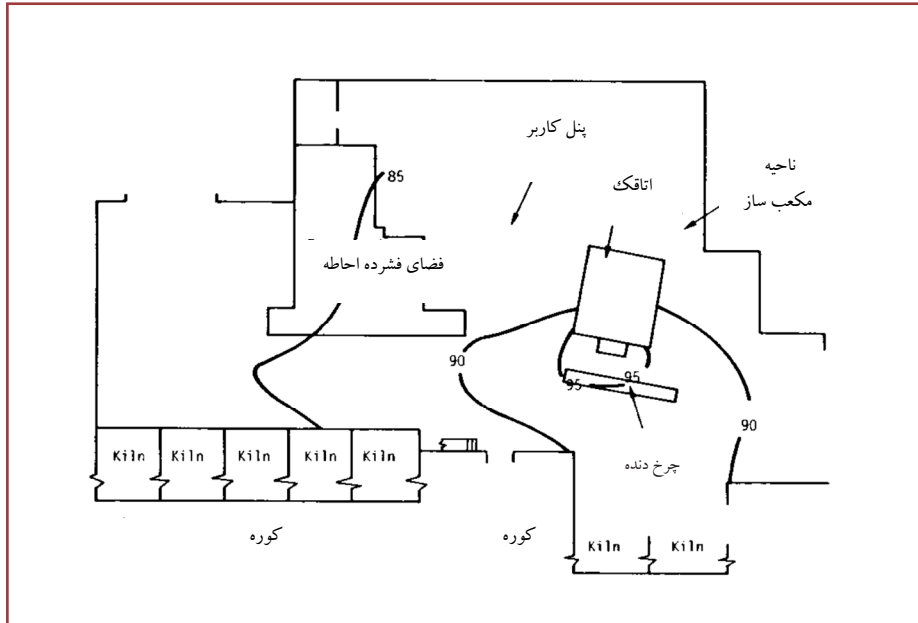 پنل کاربر
ناحیه
مکعب ساز
اتاقک
85
فضای فشرده احاطه
90
95
95
90
چرخ دنده
Kiln
Kiln
Kiln
Kiln
Kiln
کوره
کوره
Kiln
Kiln